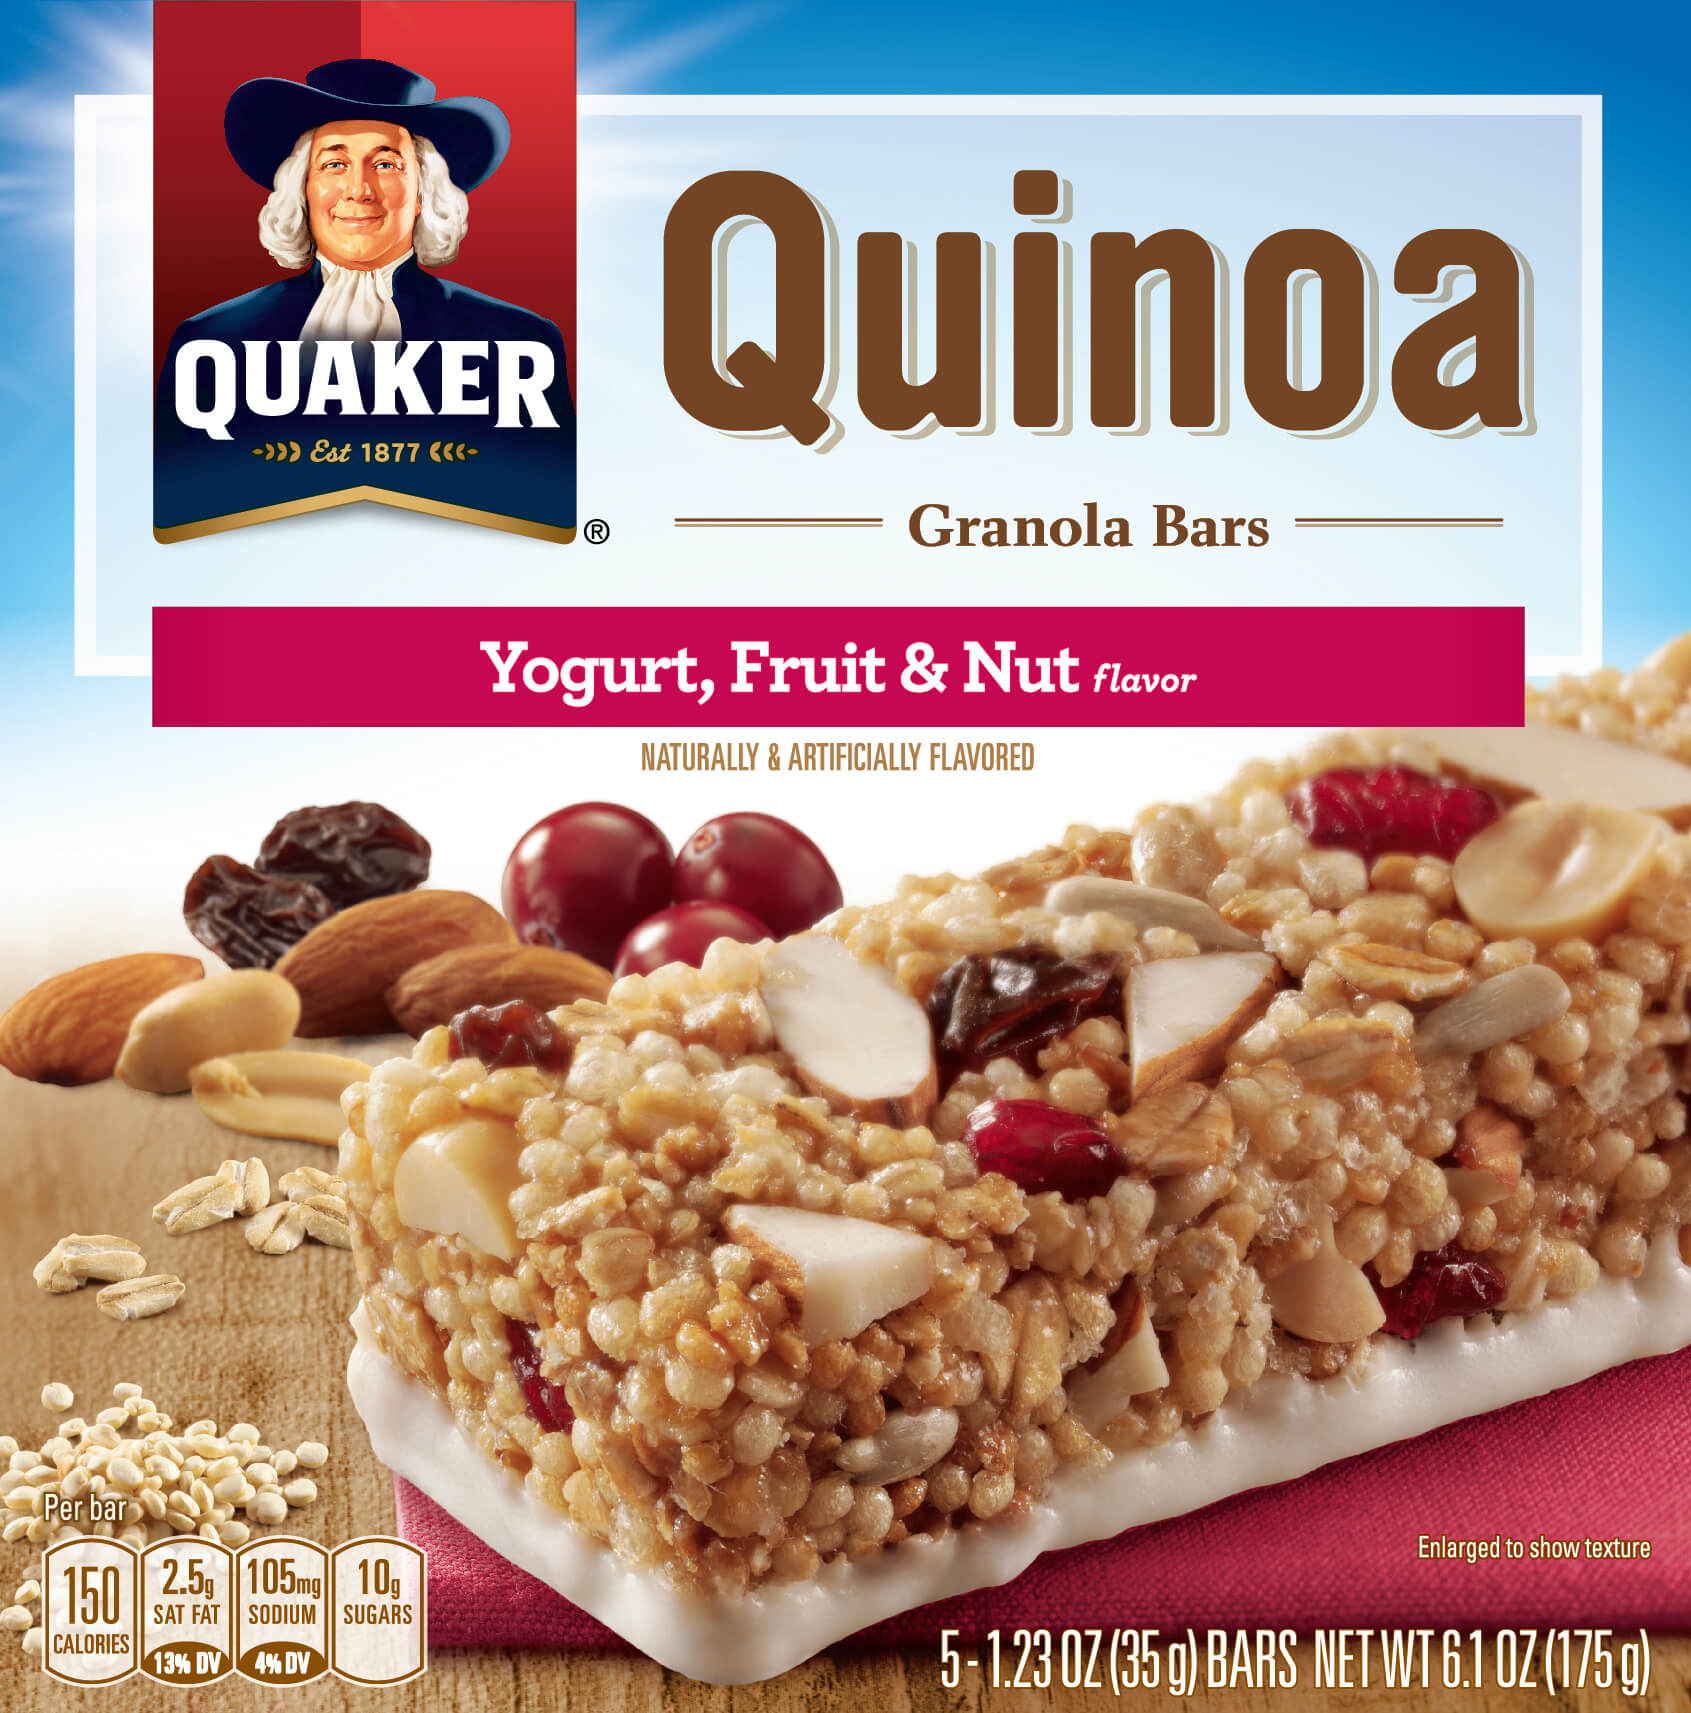 QUAKER
Est 1877
®
Quinoa
Granola Bars
Yogurt, Fruit & Nut flavor
NATURALLY & ARTIFICIALLY FLAVORED
Per bar
150 CALORIES
2.5g SAT FAT 13% DV
105mg SODIUM 4% DV
10g SUGARS
Enlarged to show texture
5 - 1.23 OZ (35 g) BARS NET WT 6.1 OZ (175 g)